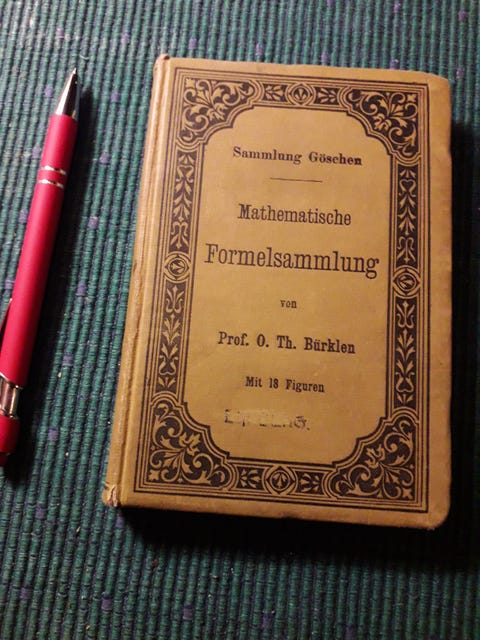 Sammlung Göschen
Mathematische
Formelsammlung
von
Prof. O. Th. Bürklen
Mit 18 Figuren